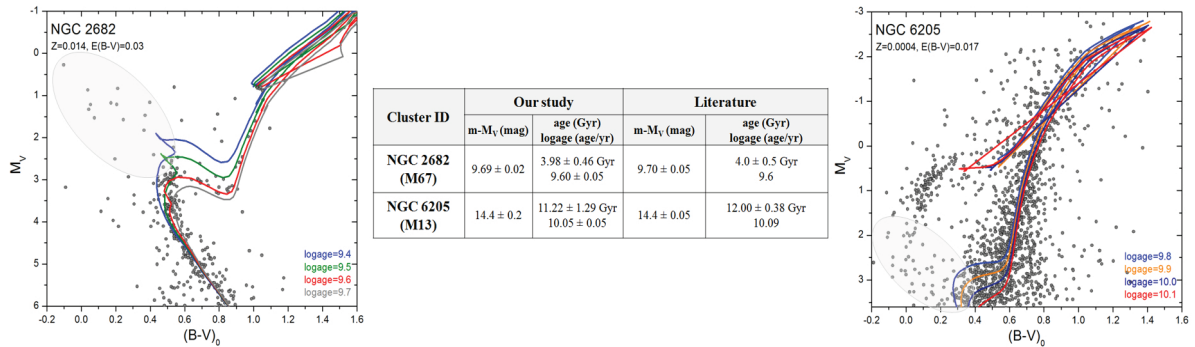 NGC 2682
Z=0.014, E(B-V)=0.03
-1
0
1
2
3
4
5
6
M_V
-0.2 0.0 0.2 0.4 0.6 0.8 1.0 1.2 1.4 1.6
(B-V)_0
logage=9.4
logage=9.5
logage=9.6
logage=9.7
Cluster ID Our study Literature
m-M_V (mag) age (Gyr) logage (age/yr) m-M_V (mag) age (Gyr) logage (age/yr)
NGC 2682 (M67) 9.69 ± 0.02 3.98 ± 0.46 Gyr 9.60 ± 0.05 9.70 ± 0.05 4.0 ± 0.5 Gyr 9.6
NGC 6205 (M13) 14.4 ± 0.2 11.22 ± 1.29 Gyr 10.05 ± 0.05 14.4 ± 0.05 12.00 ± 0.38 Gyr 10.09
NGC 6205
Z=0.0004, E(B-V)=0.017
-3
-2
-1
0
1
2
3
M_V
-0.2 0.0 0.2 0.4 0.6 0.8 1.0 1.2 1.4 1.6
(B-V)_0
logage=9.8
logage=9.9
logage=10.0
logage=10.1